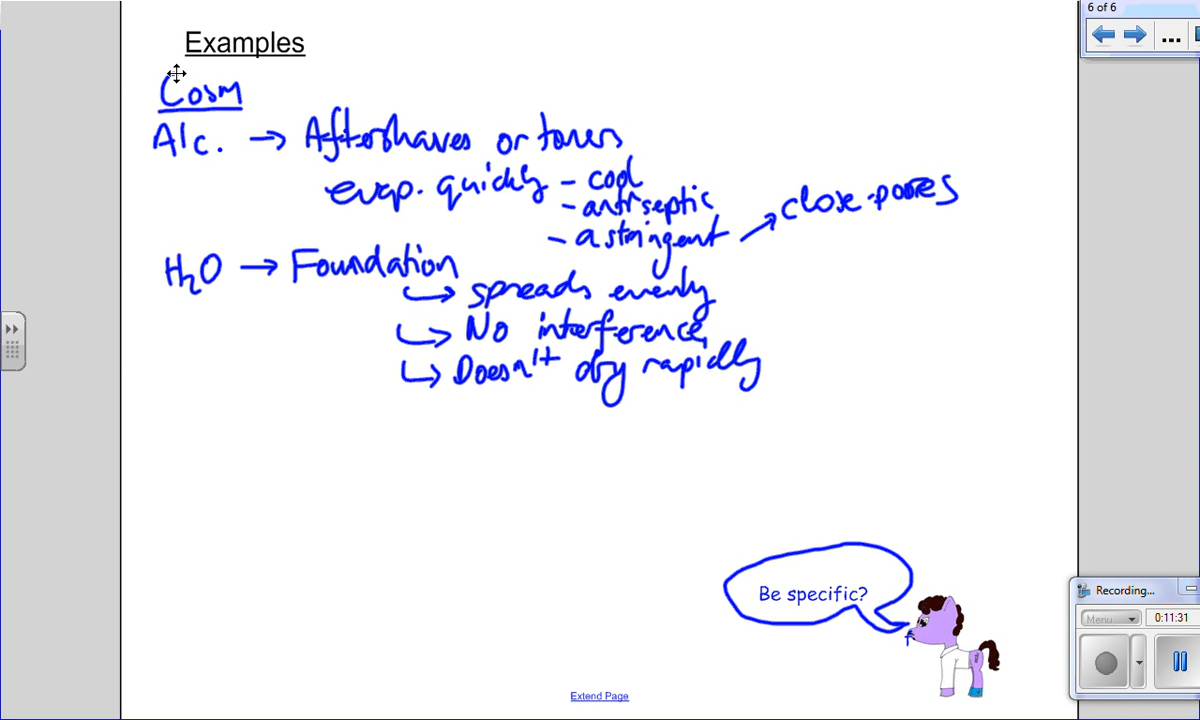 6 of 6
Examples
Cosm
Alc. → Aftershaves or toners
evap. quickly - cool
- antiseptic
- astringent → close pores
H₂O → Foundation
↳ spreads evenly
↳ No interference
↳ Doesn't dry rapidly
Be specific?
Recording...
Menu
0:11:31
Extend Page